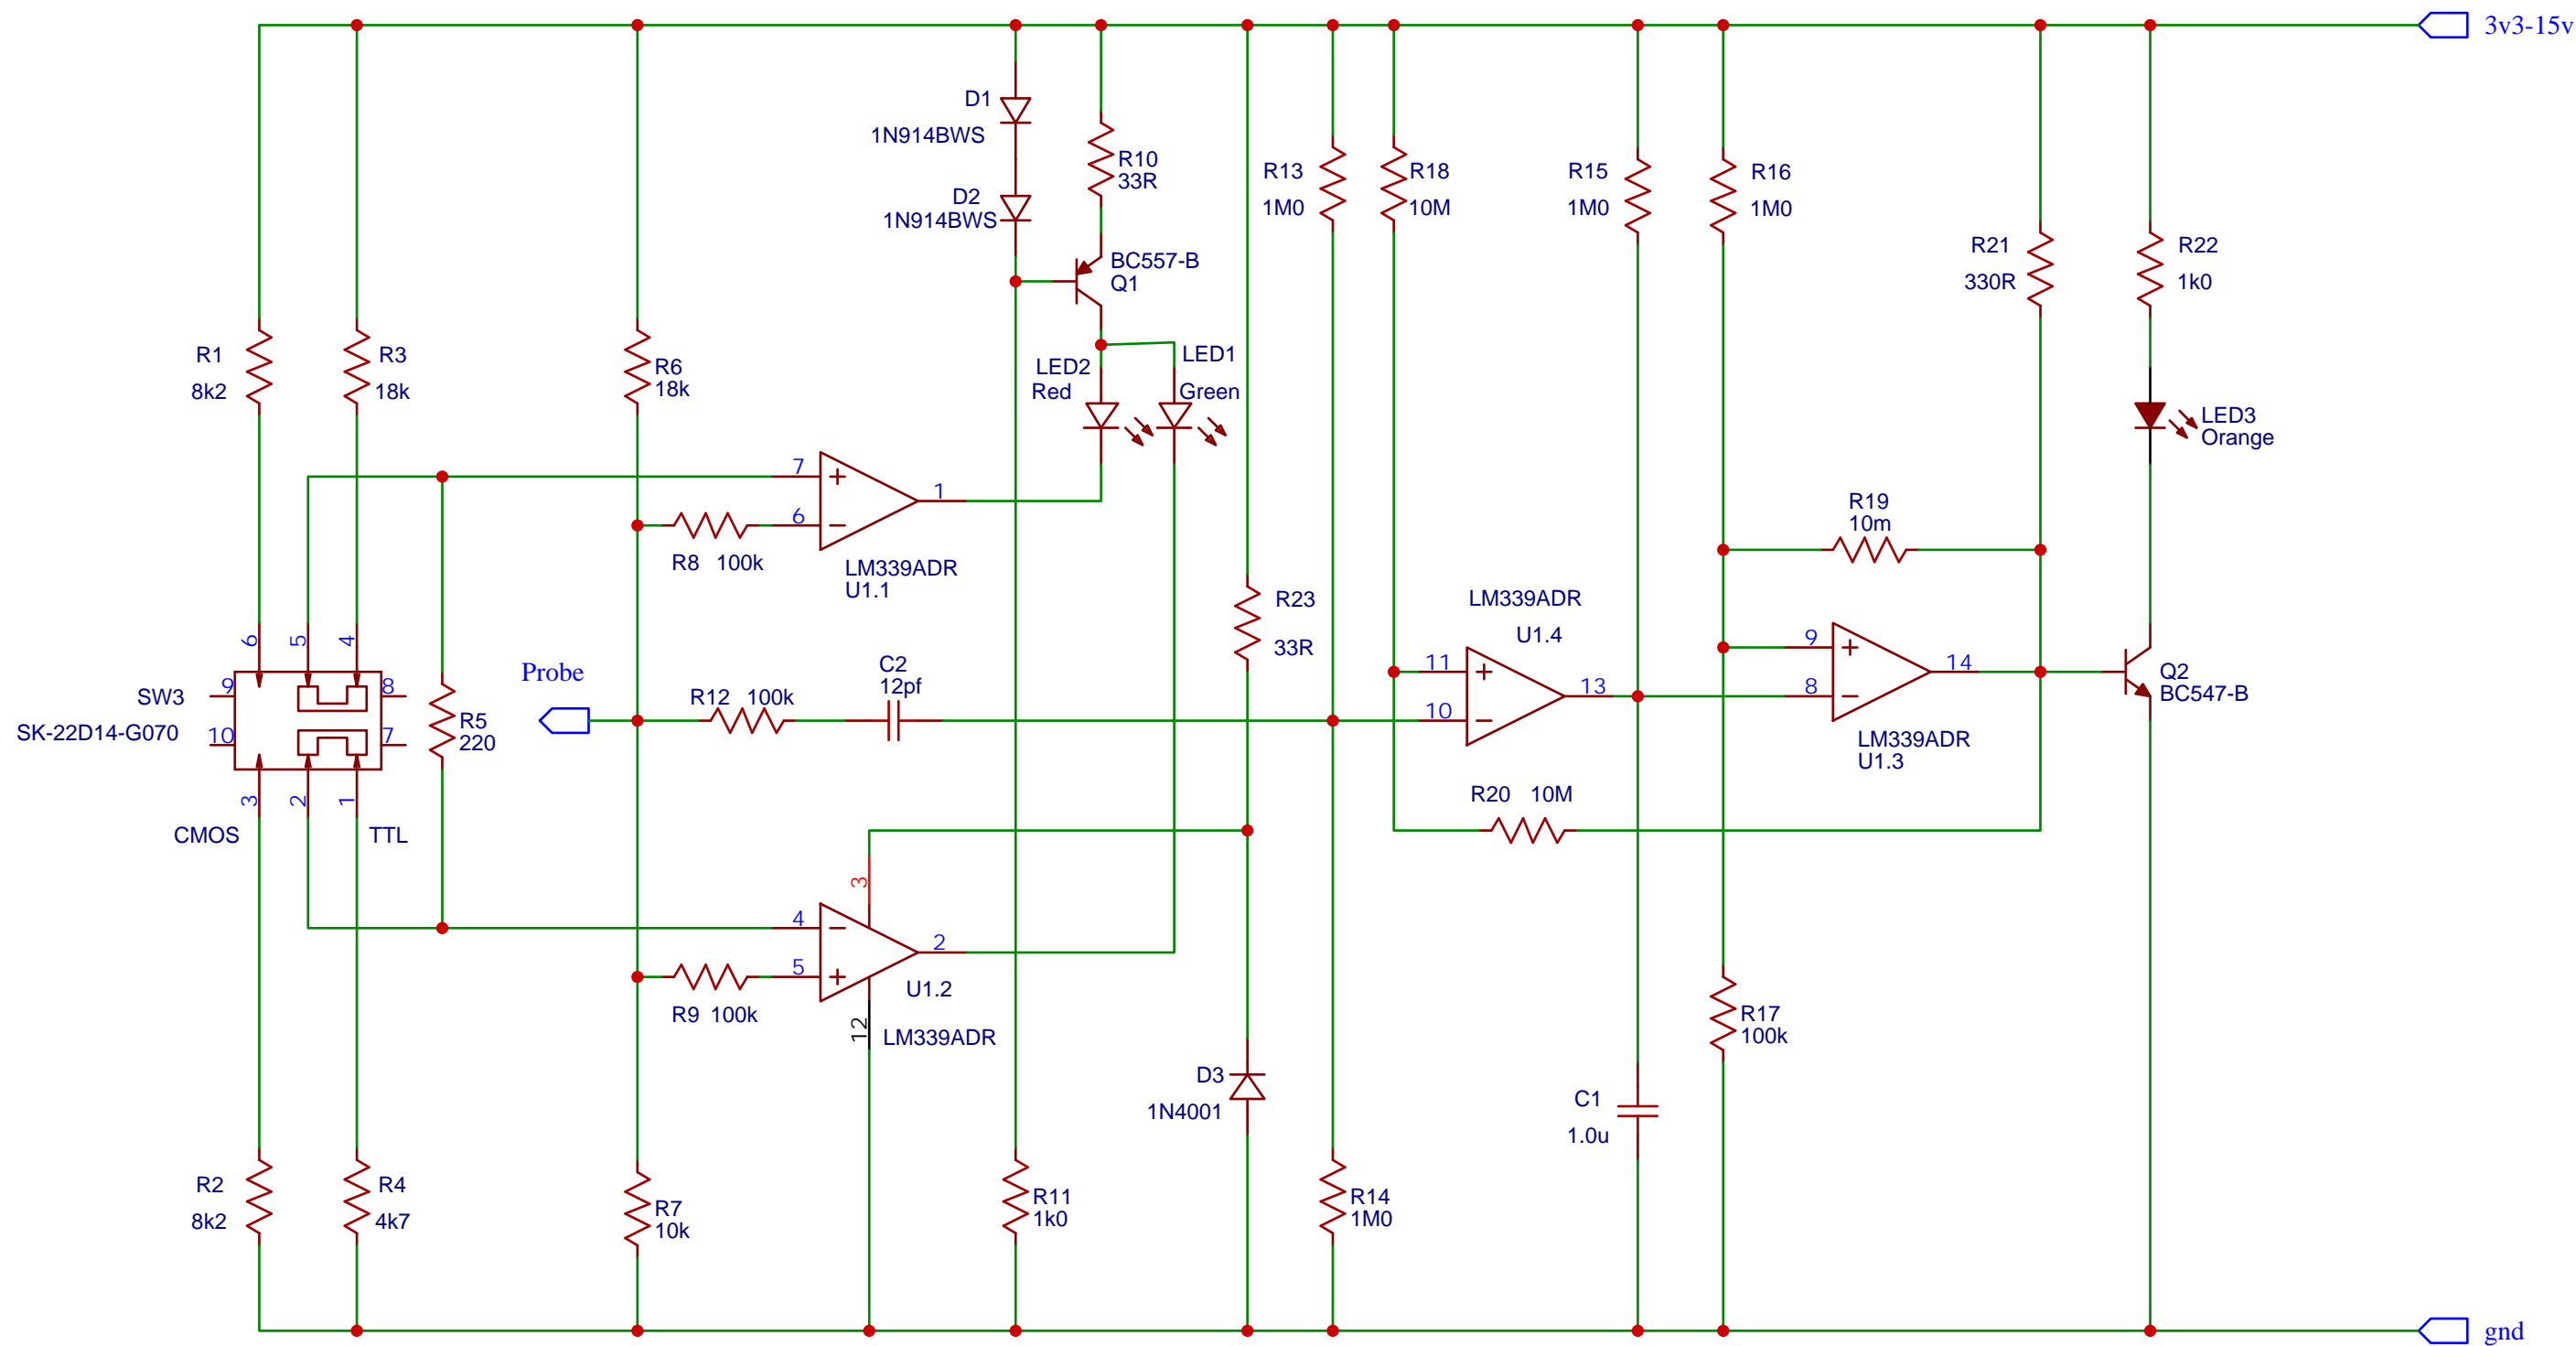 3v3-15v
D1
1N914BWS
D2
1N914BWS
R10
33R
R13
1M0
R18
10M
R15
1M0
R16
1M0
BC557-B
Q1
R21
330R
R22
1k0
R1
8k2
R3
18k
R6
18k
LED2
Red
LED1
Green
LED3
Orange
7
6
1
R8 100k
LM339ADR
U1.1
R19
10m
R23
33R
LM339ADR
U1.4
6
5
4
Probe
SW3
SK-22D14-G070
9
10
8
7
R5
220
R12 100k
C2
12pf
11
10
13
9
8
14
Q2
BC547-B
LM339ADR
U1.3
3
2
1
CMOS
TTL
R20 10M
3
4
5
2
U1.2
R9 100k
12
LM339ADR
R17
100k
D3
1N4001
C1
1.0u
R2
8k2
R4
4k7
R7
10k
R11
1k0
R14
1M0
gnd